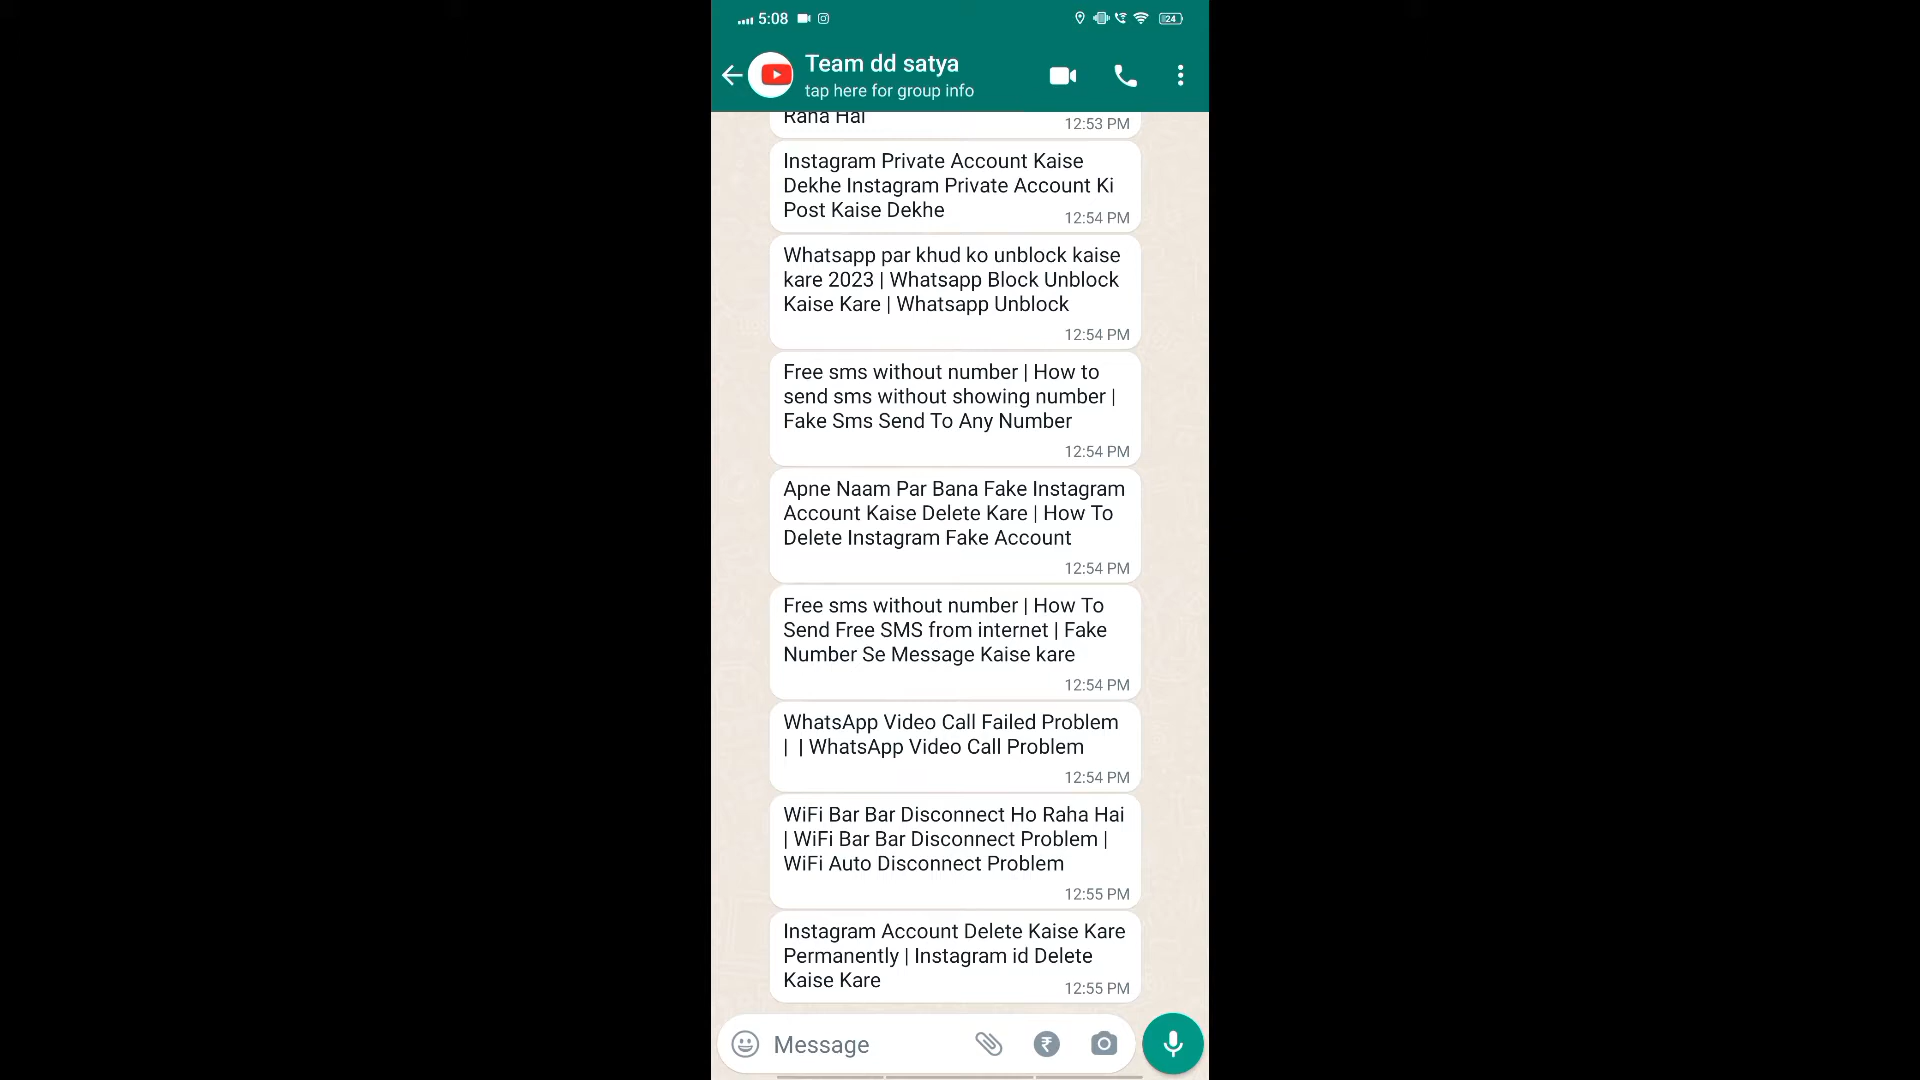 5:08
24
Team dd satya
tap here for group info
Raha Hai
12:53 PM
Instagram Private Account Kaise
Dekhe Instagram Private Account Ki
Post Kaise Dekhe
12:54 PM
Whatsapp par khud ko unblock kaise
kare 2023 | Whatsapp Block Unblock
Kaise Kare | Whatsapp Unblock
12:54 PM
Free sms without number | How to
send sms without showing number |
Fake Sms Send To Any Number
12:54 PM
Apne Naam Par Bana Fake Instagram
Account Kaise Delete Kare | How To
Delete Instagram Fake Account
12:54 PM
Free sms without number | How To
Send Free SMS from internet | Fake
Number Se Message Kaise kare
12:54 PM
WhatsApp Video Call Failed Problem
| | WhatsApp Video Call Problem
12:54 PM
WiFi Bar Bar Disconnect Ho Raha Hai
| WiFi Bar Bar Disconnect Problem |
WiFi Auto Disconnect Problem
12:55 PM
Instagram Account Delete Kaise Kare
Permanently | Instagram id Delete
Kaise Kare
12:55 PM
Message
₹